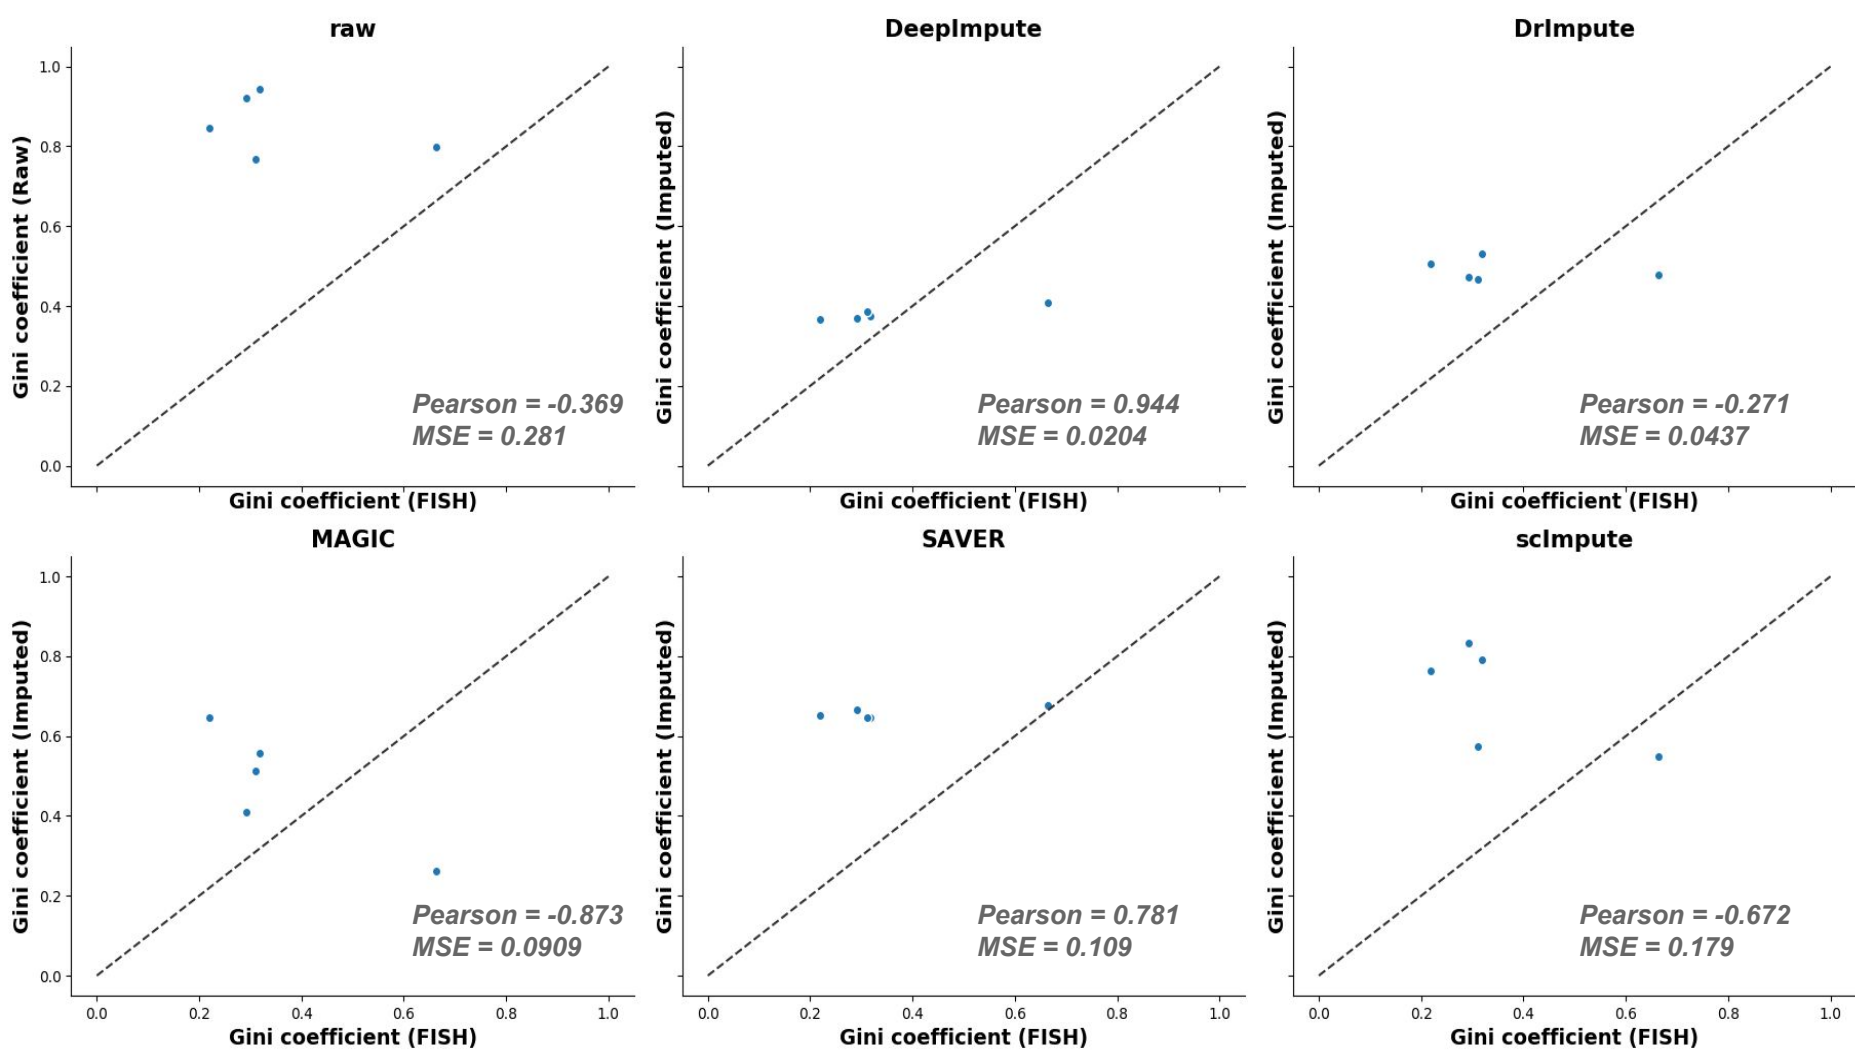 raw
DeepImpute
DrImpute
Gini coefficient (Raw)
1.0
0.8
0.6
0.4
0.2
0.0
Pearson = -0.369
MSE = 0.281
Gini coefficient (FISH)
Gini coefficient (Imputed)
Pearson = 0.944
MSE = 0.0204
Gini coefficient (FISH)
Gini coefficient (Imputed)
Pearson = -0.271
MSE = 0.0437
Gini coefficient (FISH)
MAGIC
SAVER
scImpute
Gini coefficient (Imputed)
1.0
0.8
0.6
0.4
0.2
0.0
Pearson = -0.873
MSE = 0.0909
0.0 0.2 0.4 0.6 0.8 1.0
Gini coefficient (FISH)
Gini coefficient (Imputed)
Pearson = 0.781
MSE = 0.109
0.0 0.2 0.4 0.6 0.8 1.0
Gini coefficient (FISH)
Gini coefficient (Imputed)
Pearson = -0.672
MSE = 0.179
0.0 0.2 0.4 0.6 0.8 1.0
Gini coefficient (FISH)